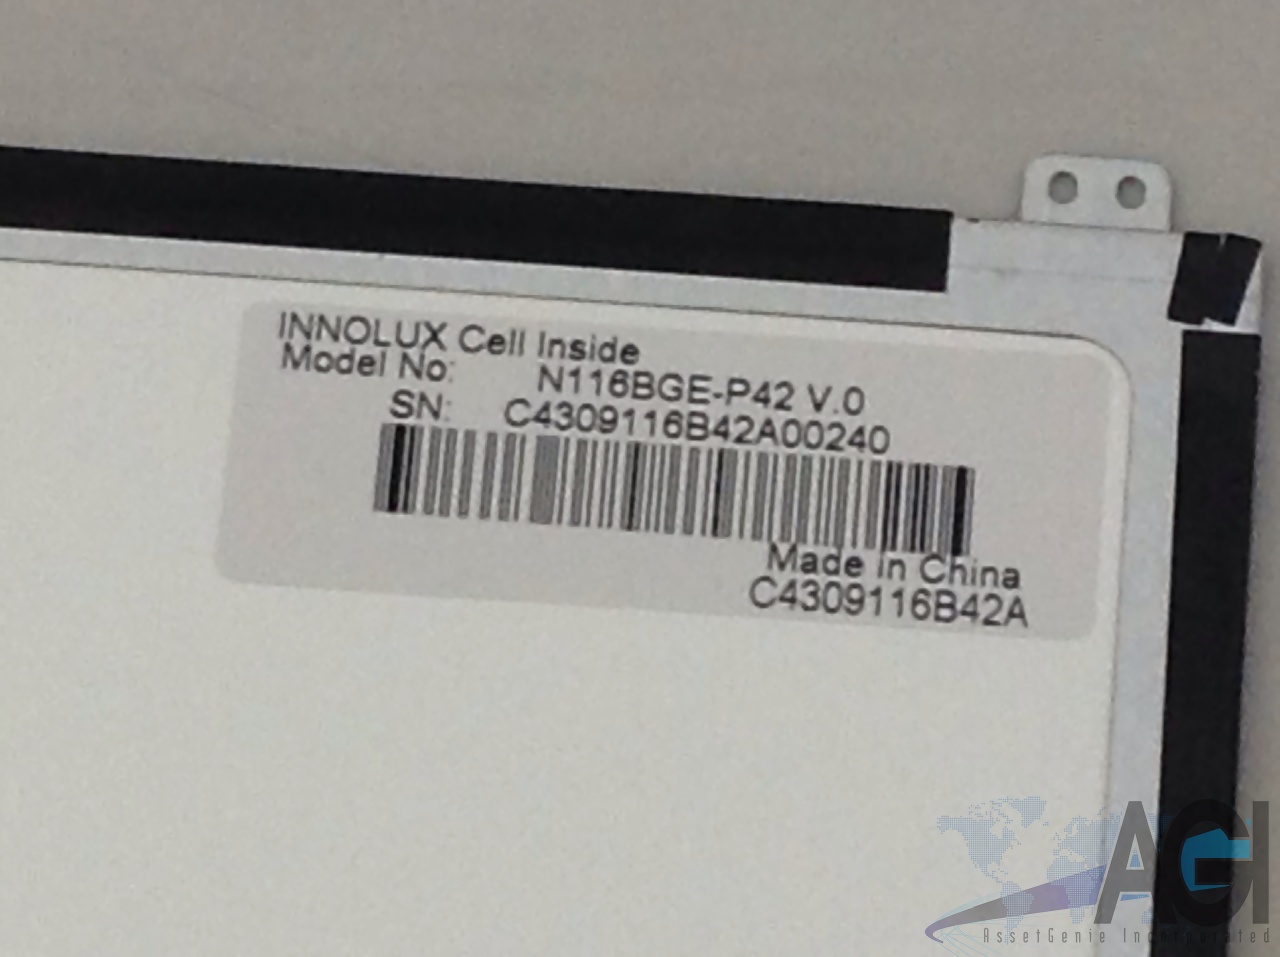 INNOLUX Cell Inside
Model No: N116BGE-P42 V.0
SN: C4309116B42A00240
Made in China
C4309116B42A
AGI
AssetGenie Incorporated